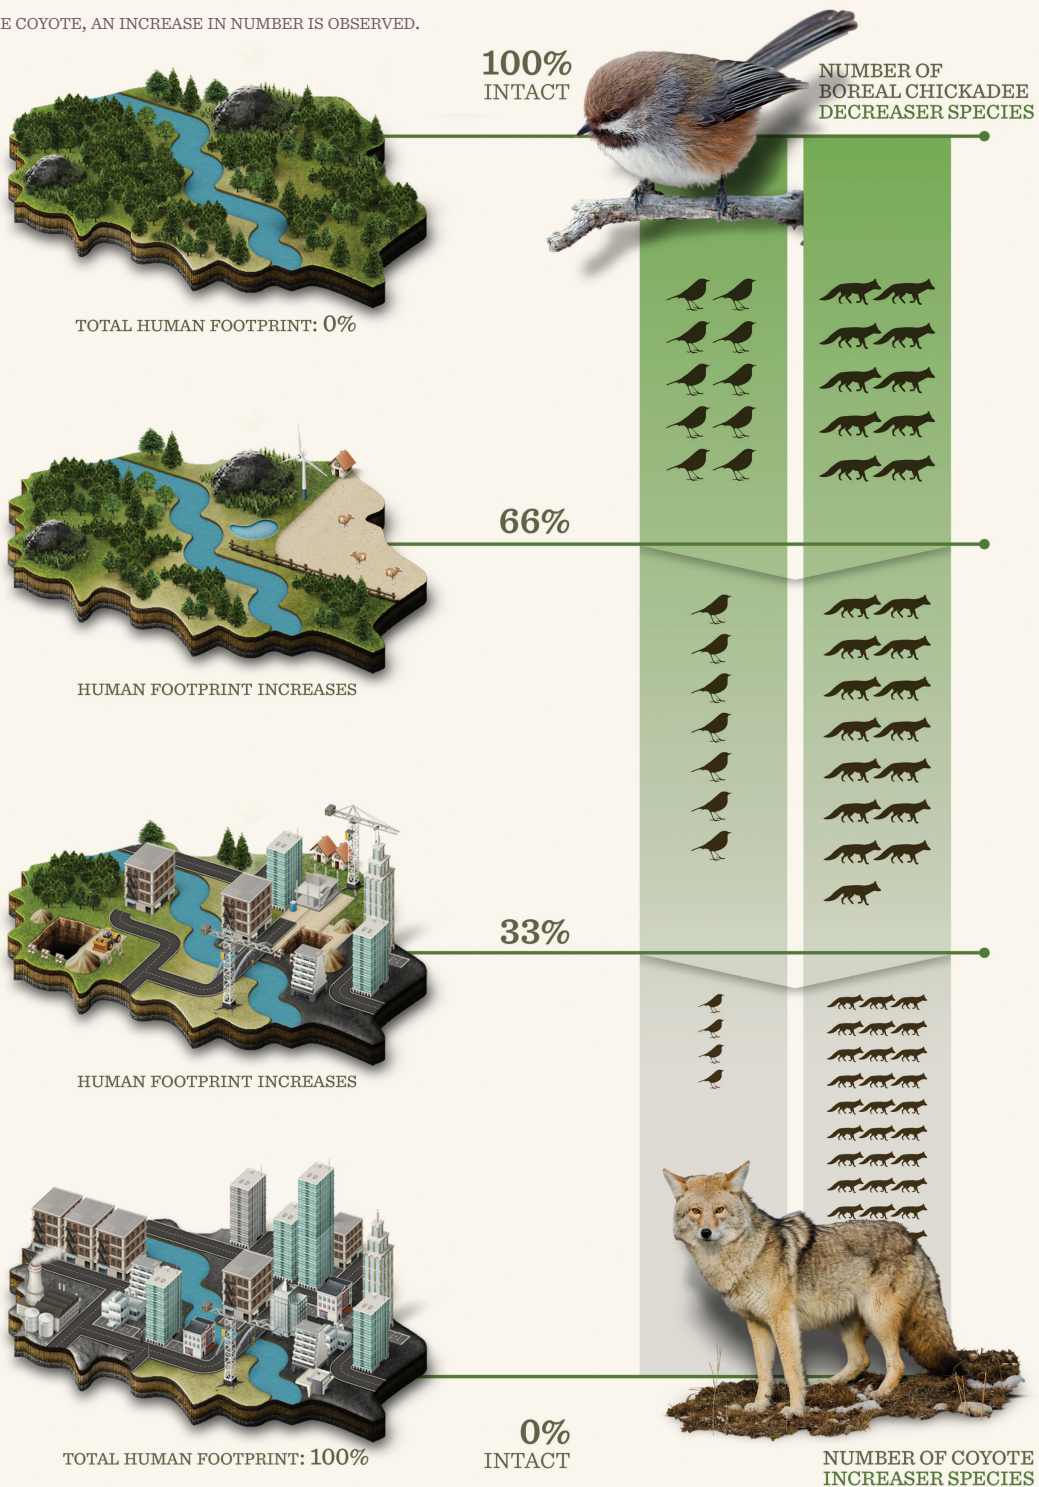 E COYOTE, AN INCREASE IN NUMBER IS OBSERVED.
100%
INTACT
NUMBER OF
BOREAL CHICKADEE
DECREASER SPECIES
TOTAL HUMAN FOOTPRINT: 0%
66%
HUMAN FOOTPRINT INCREASES
33%
HUMAN FOOTPRINT INCREASES
0%
INTACT
TOTAL HUMAN FOOTPRINT: 100%
NUMBER OF COYOTE
INCREASER SPECIES